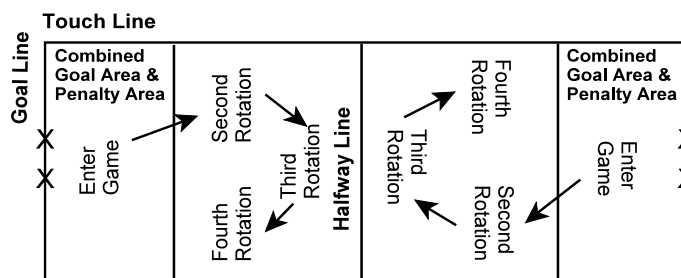 Touch Line
Goal Line
Combined
Goal Area &
Penalty Area
X
X
Enter
Game
Second
Rotation
Third
Rotation
Fourth
Rotation
Halfway Line
Third
Rotation
Fourth
Rotation
Second
Rotation
Combined
Goal Area &
Penalty Area
Enter
Game
X
X